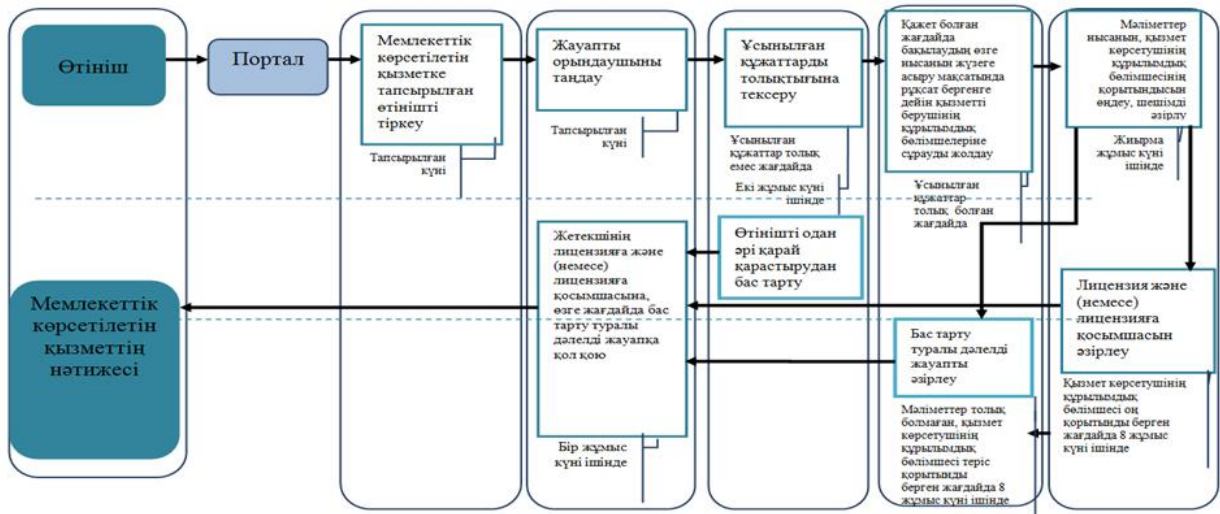 Өтініш
Портал
Мемлекеттік
көрсетілетін
қызметке
тапсырылған
өтінішті
тіркеу
Тапсырылған
күні
Жауапты
орындаушыны
таңдау
Тапсырылған
күні
Ұсынылған
құжаттарды
толықтығына
тексеру
Ұсынылған
құжаттар толық
емес жағдайда
Екі жұмыс күні
ішінде
Қажет болған
жағдайда
бақылаудың өзге
нысанын жүзеге
асыру мақсатында
рұқсат бергенге
дейін қызметті
берушінің
құрылымдық
бөлімшелеріне
сұрауды жолдау
Ұсынылған
құжаттар
толық болған
жағдайда
Мәліметтер
нысанын, қызмет
көрсетушінің
құрылымдық
бөлімшесінің
қорытындысын
өңдеу, шешімді
әзірлу
Жиырма
жұмыс күні
ішінде
Мемлекеттік
көрсетілетін
қызметтің
нәтижесі
Жетекшінің
лицензияға және
(немесе)
лицензияға
қосымшасына,
өзге жағдайда бас
тарту туралы
дәлелді жауапқа
қол қою
Бір жұмыс
күні ішінде
Өтінішті одан
әрі қарай
қарастырудан
бас тарту
Бас тарту
туралы дәлелді
жауапты
әзірлеу
Мәліметтер толық
болмаған, қызмет
көрсетушінің
құрылымдық
бөлімшесі теріс
қорытынды
берген жағдайда 8
жұмыс күні ішінде
Лицензия және
(немесе)
лицензияға
қосымшасын
әзірлеу
Қызмет көрсетушінің
құрылымдық
бөлімшесі оң
қорытынды берген
жағдайда 8 жұмыс
күні ішінде